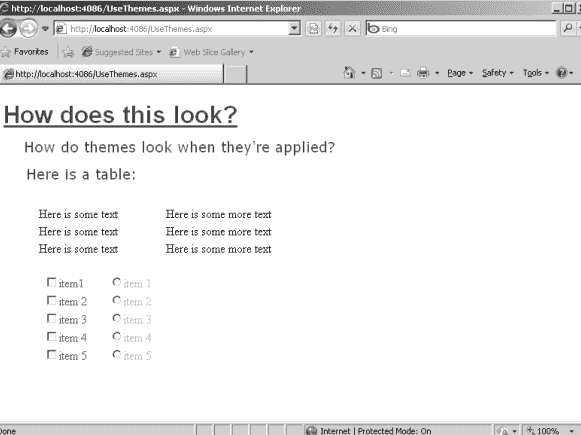 http://localhost:4086/UseThemes.aspx - Windows Internet Explorer
http://localhost:4086/UseThemes.aspx
Bing
Favorites
Suggested Sites
Web Slice Gallery
http://localhost:4086/UseThemes.aspx
Page
Safety
Tools
How does this look?
How do themes look when they're applied?
Here is a table:
Here is some text Here is some more text
Here is some text Here is some more text
Here is some text Here is some more text
item1 item 1
item 2 item 2
item 3 item 3
item 4 item 4
item 5 item 5
Done
Internet | Protected Mode: On
100%